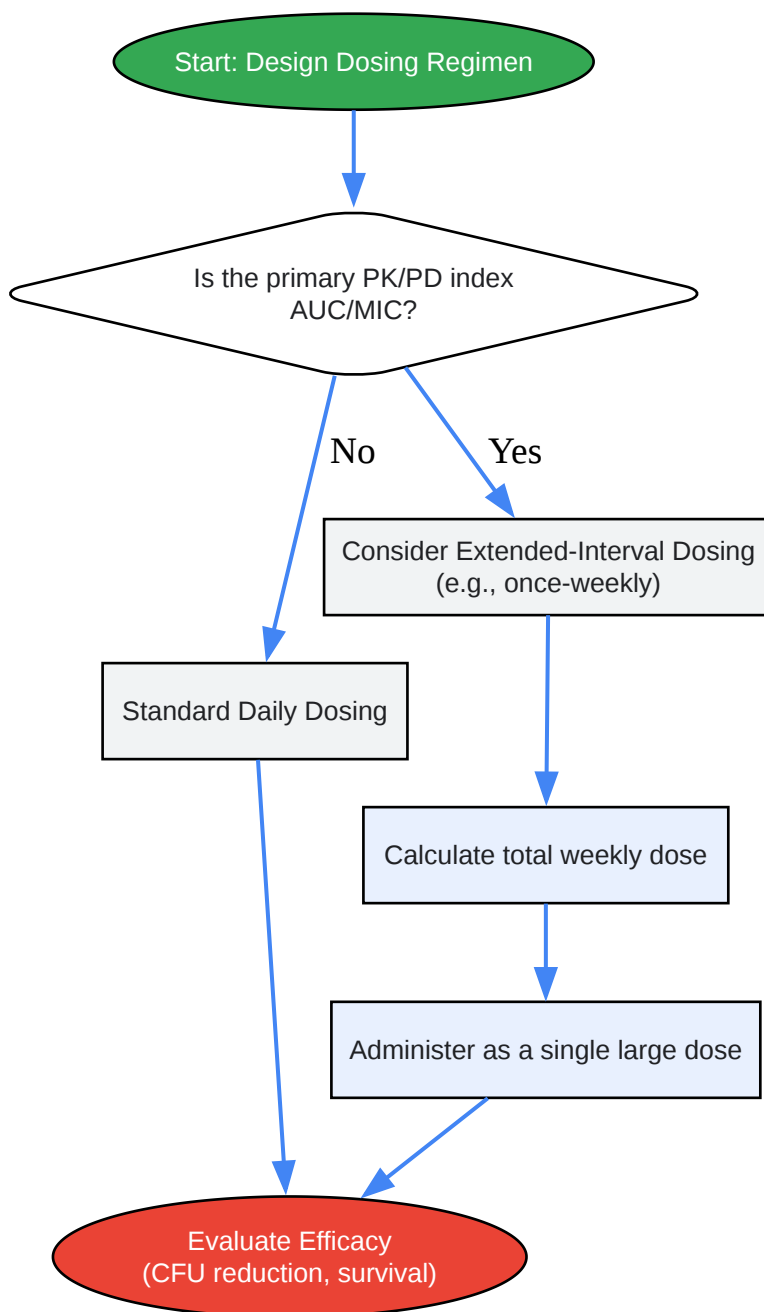 Start: Design Dosing Regimen
Is the primary PK/PD index
AUC/MIC?
No
Yes
Consider Extended-Interval Dosing
(e.g., once-weekly)
Standard Daily Dosing
Calculate total weekly dose
Administer as a single large dose
Evaluate Efficacy
(CFU reduction, survival)